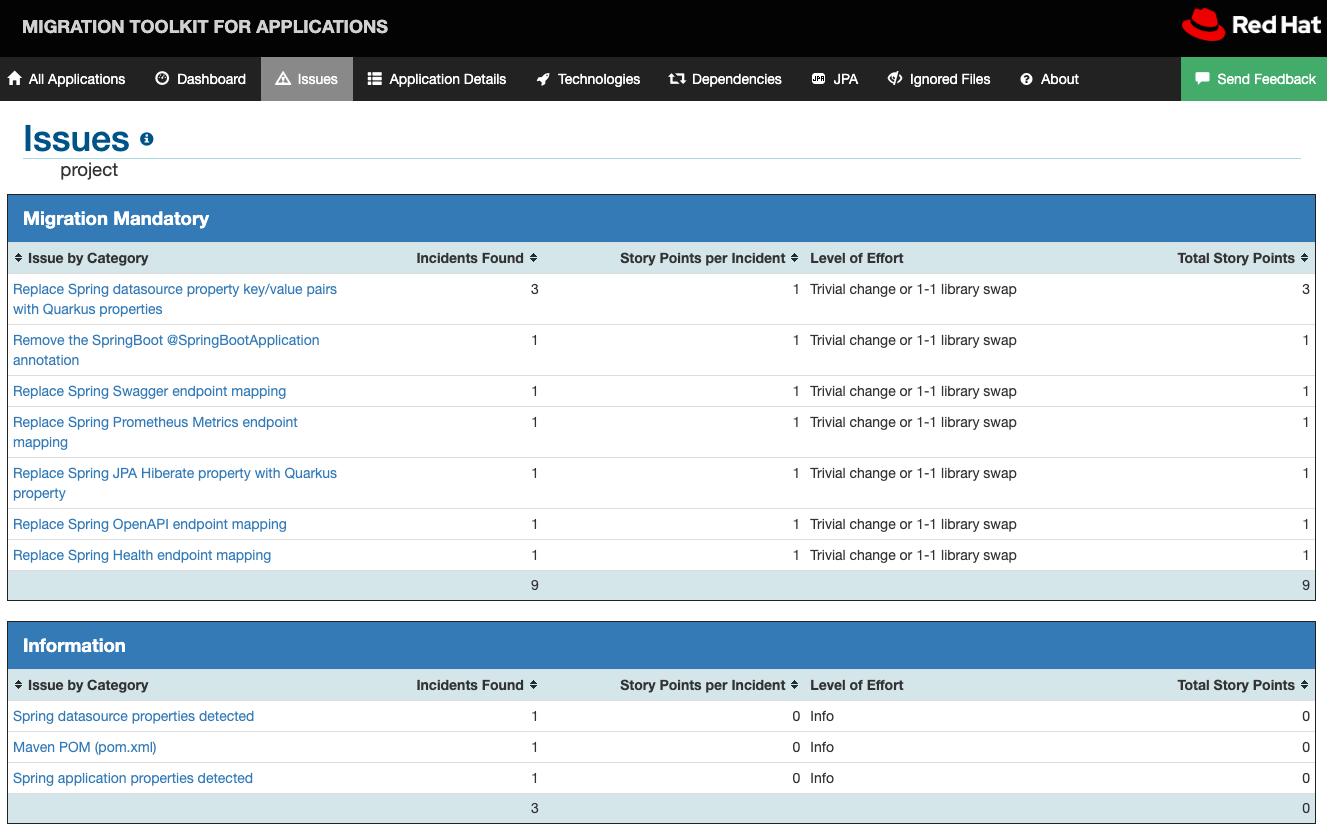 MIGRATION TOOLKIT FOR APPLICATIONS
Red Hat
All Applications Dashboard Issues Application Details Technologies Dependencies JPA Ignored Files About Send Feedback
Issues
project
Migration Mandatory
Issue by Category Incidents Found Story Points per Incident Level of Effort Total Story Points
Replace Spring datasource property key/value pairs 3 1 Trivial change or 1-1 library swap 3
with Quarkus properties
Remove the SpringBoot @SpringBootApplication 1 1 Trivial change or 1-1 library swap 1
annotation
Replace Spring Swagger endpoint mapping 1 1 Trivial change or 1-1 library swap 1
Replace Spring Prometheus Metrics endpoint 1 1 Trivial change or 1-1 library swap 1
mapping
Replace Spring JPA Hiberate property with Quarkus 1 1 Trivial change or 1-1 library swap 1
property
Replace Spring OpenAPI endpoint mapping 1 1 Trivial change or 1-1 library swap 1
Replace Spring Health endpoint mapping 1 1 Trivial change or 1-1 library swap 1
9 9
Information
Issue by Category Incidents Found Story Points per Incident Level of Effort Total Story Points
Spring datasource properties detected 1 0 Info 0
Maven POM (pom.xml) 1 0 Info 0
Spring application properties detected 1 0 Info 0
3 0